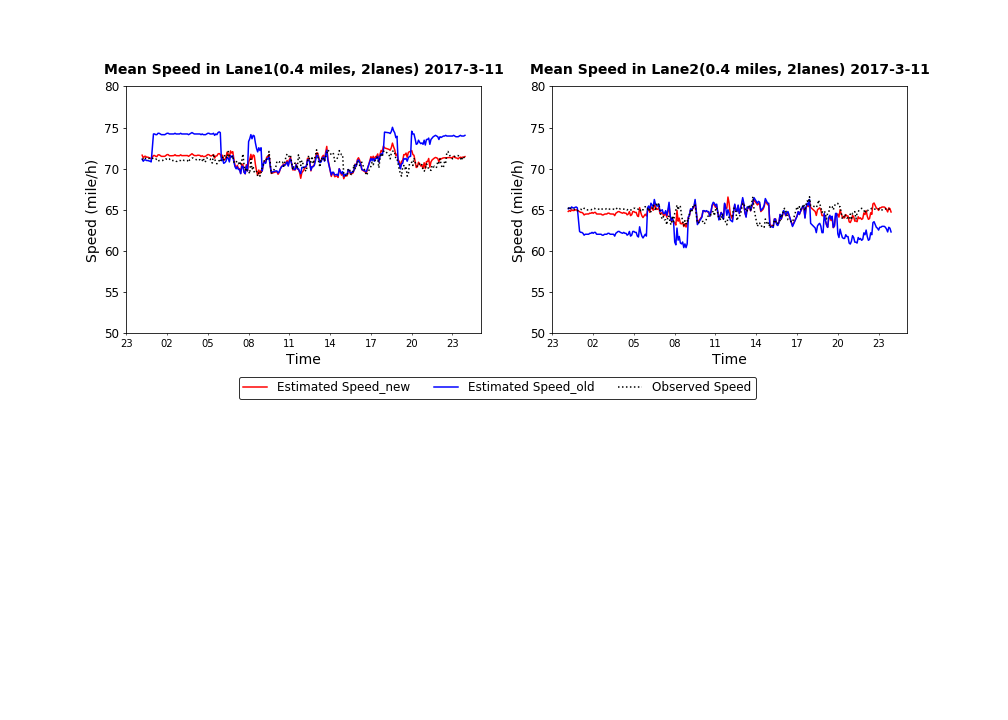 Mean Speed in Lane1(0.4 miles, 2lanes) 2017-3-11
80
75
70
65
60
55
50
Speed (mile/h)
23 02 05 08 11 14 17 20 23
Time
Mean Speed in Lane2(0.4 miles, 2lanes) 2017-3-11
80
75
70
65
60
55
50
Speed (mile/h)
23 02 05 08 11 14 17 20 23
Time
Estimated Speed_new Estimated Speed_old Observed Speed